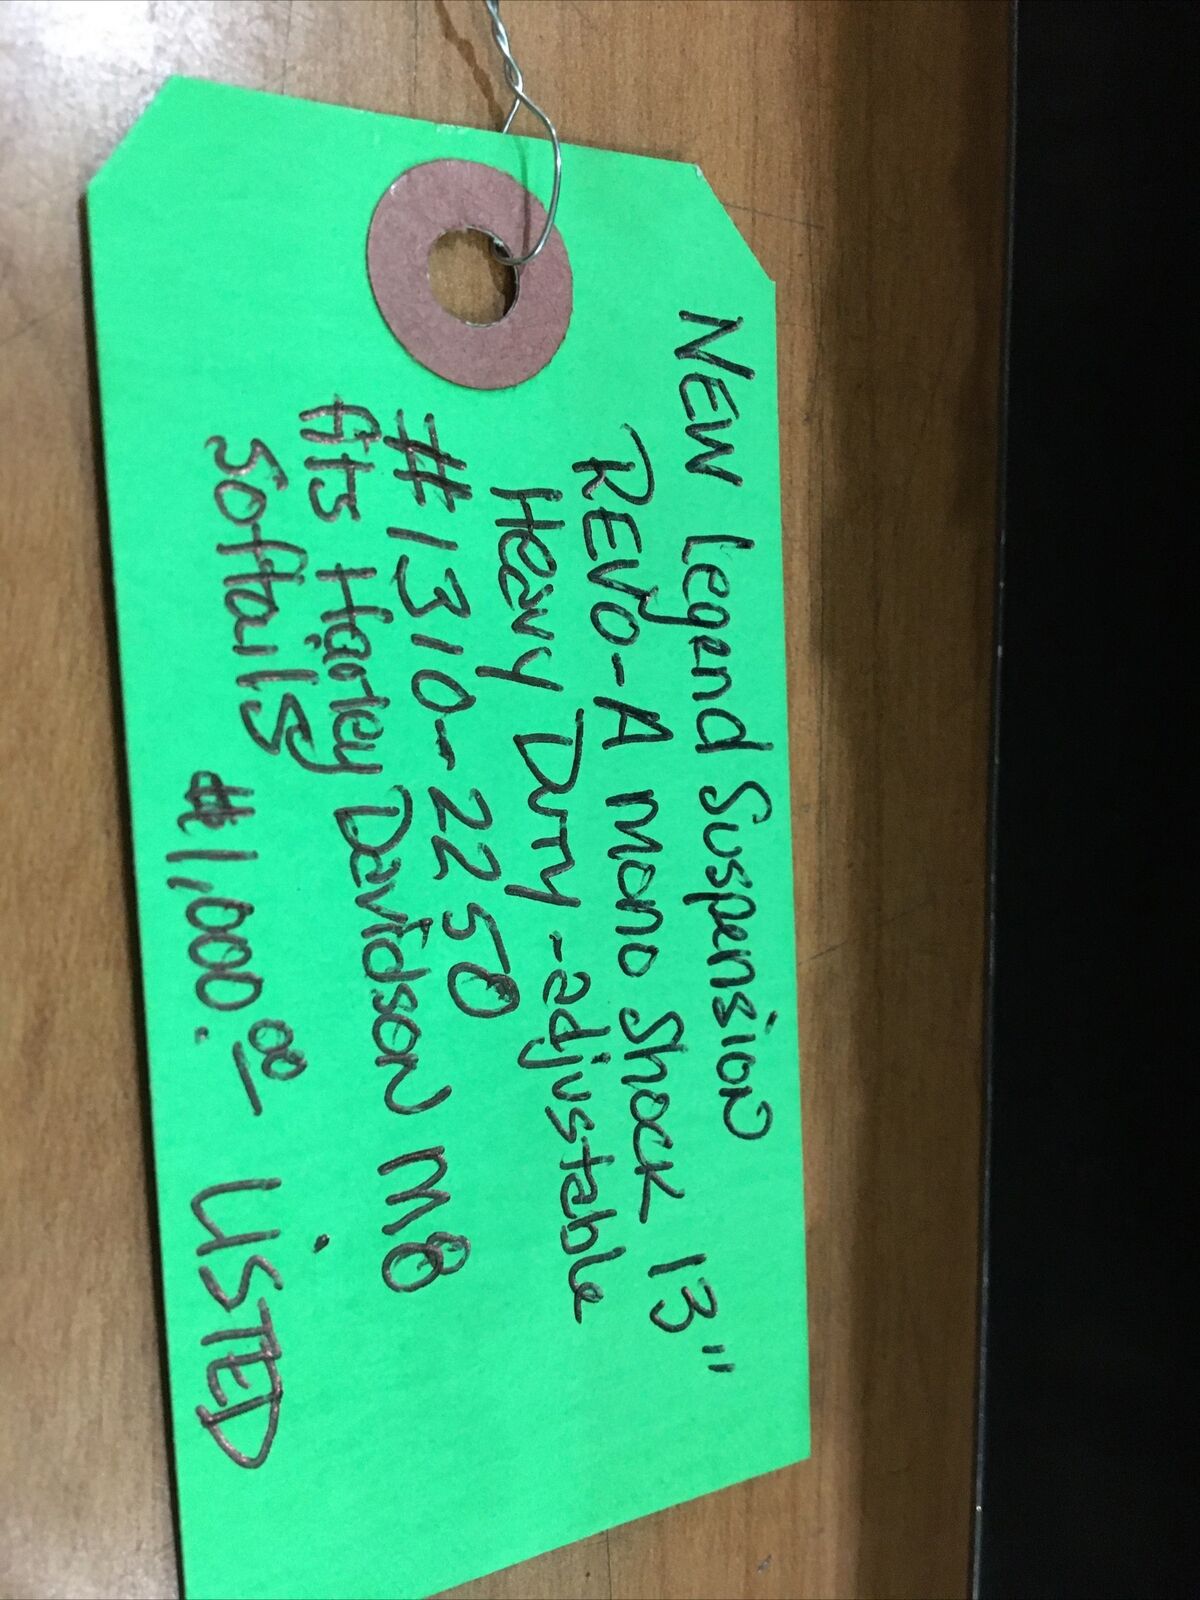 NEW Legend Suspension
REVO-A Mono Shock 13"
Heavy Duty - adjustable
#1310-2250
fits Harley Davidson M8
Softails
$1,000.00 LISTED